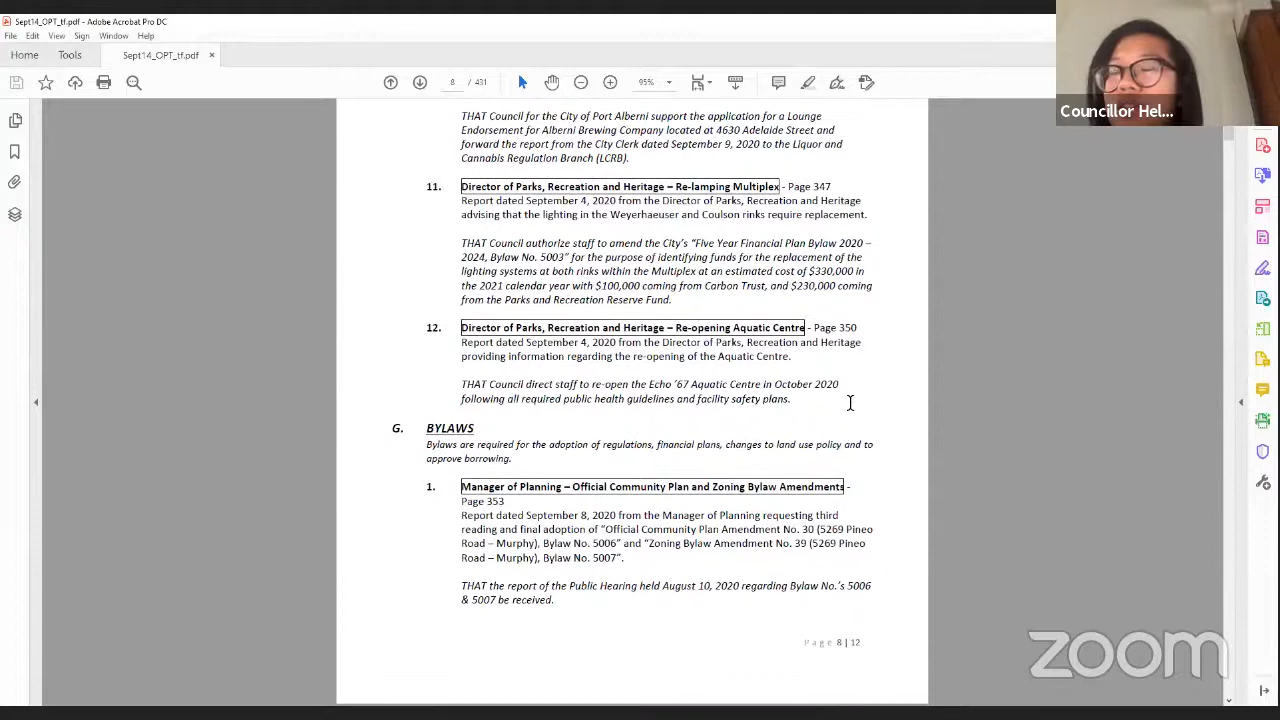 Sept14_OPT_tf.pdf - Adobe Acrobat Pro DC
File Edit View Sign Window Help
Home Tools Sept14_OPT_tf.pdf ×
8 / 431 95%
Councillor Hel...
THAT Council for the City of Port Alberni support the application for a Lounge
Endorsement for Alberni Brewing Company located at 4630 Adelaide Street and
forward the report from the City Clerk dated September 9, 2020 to the Liquor and
Cannabis Regulation Branch (LCRB).
11. Director of Parks, Recreation and Heritage – Re-lamping Multiplex - Page 347
Report dated September 4, 2020 from the Director of Parks, Recreation and Heritage
advising that the lighting in the Weyerhaeuser and Coulson rinks require replacement.
THAT Council authorize staff to amend the City's "Five Year Financial Plan Bylaw 2020 –
2024, Bylaw No. 5003" for the purpose of identifying funds for the replacement of the
lighting systems at both rinks within the Multiplex at an estimated cost of $330,000 in
the 2021 calendar year with $100,000 coming from Carbon Trust, and $230,000 coming
from the Parks and Recreation Reserve Fund.
12. Director of Parks, Recreation and Heritage – Re-opening Aquatic Centre - Page 350
Report dated September 4, 2020 from the Director of Parks, Recreation and Heritage
providing information regarding the re-opening of the Aquatic Centre.
THAT Council direct staff to re-open the Echo '67 Aquatic Centre in October 2020
following all required public health guidelines and facility safety plans.
G. BYLAWS
Bylaws are required for the adoption of regulations, financial plans, changes to land use policy and to
approve borrowing.
1. Manager of Planning – Official Community Plan and Zoning Bylaw Amendments -
Page 353
Report dated September 8, 2020 from the Manager of Planning requesting third
reading and final adoption of "Official Community Plan Amendment No. 30 (5269 Pineo
Road – Murphy), Bylaw No. 5006" and "Zoning Bylaw Amendment No. 39 (5269 Pineo
Road – Murphy), Bylaw No. 5007".
THAT the report of the Public Hearing held August 10, 2020 regarding Bylaw No.'s 5006
& 5007 be received.
Page 8|12
zoom